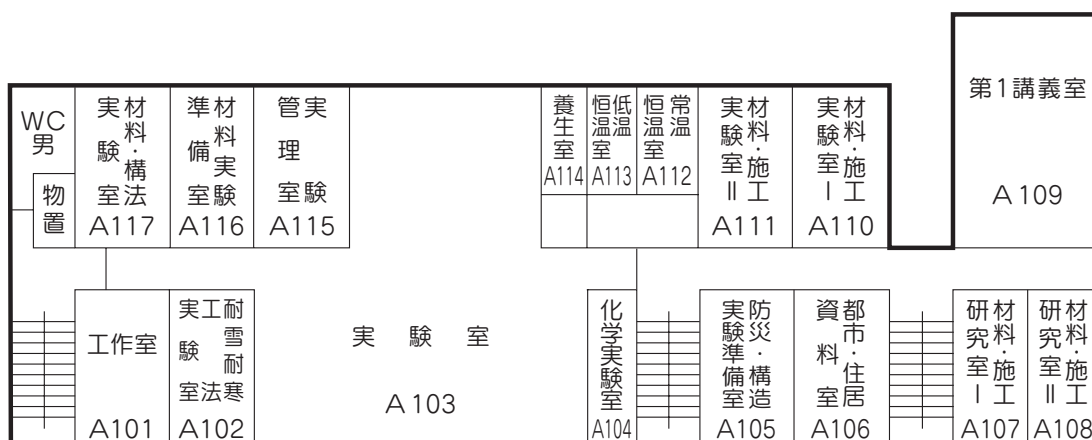 WC
男
物置
材料・構法
実験室
A117
材料実験
準備室
A116
実験
管理室
A115
養生室
A114
低温
恒温室
A113
常温
恒温室
A112
材料・施工
実験室Ⅱ
A111
材料・施工
実験室Ⅰ
A110
第1講義室
A109
工作室
A101
耐雪耐寒
工法
実験室
A102
実験室
A103
化学実験室
A104
防災・構造
実験準備室
A105
都市・住居
資料室
A106
材料・施工
研究室Ⅰ
A107
材料・施工
研究室Ⅱ
A108